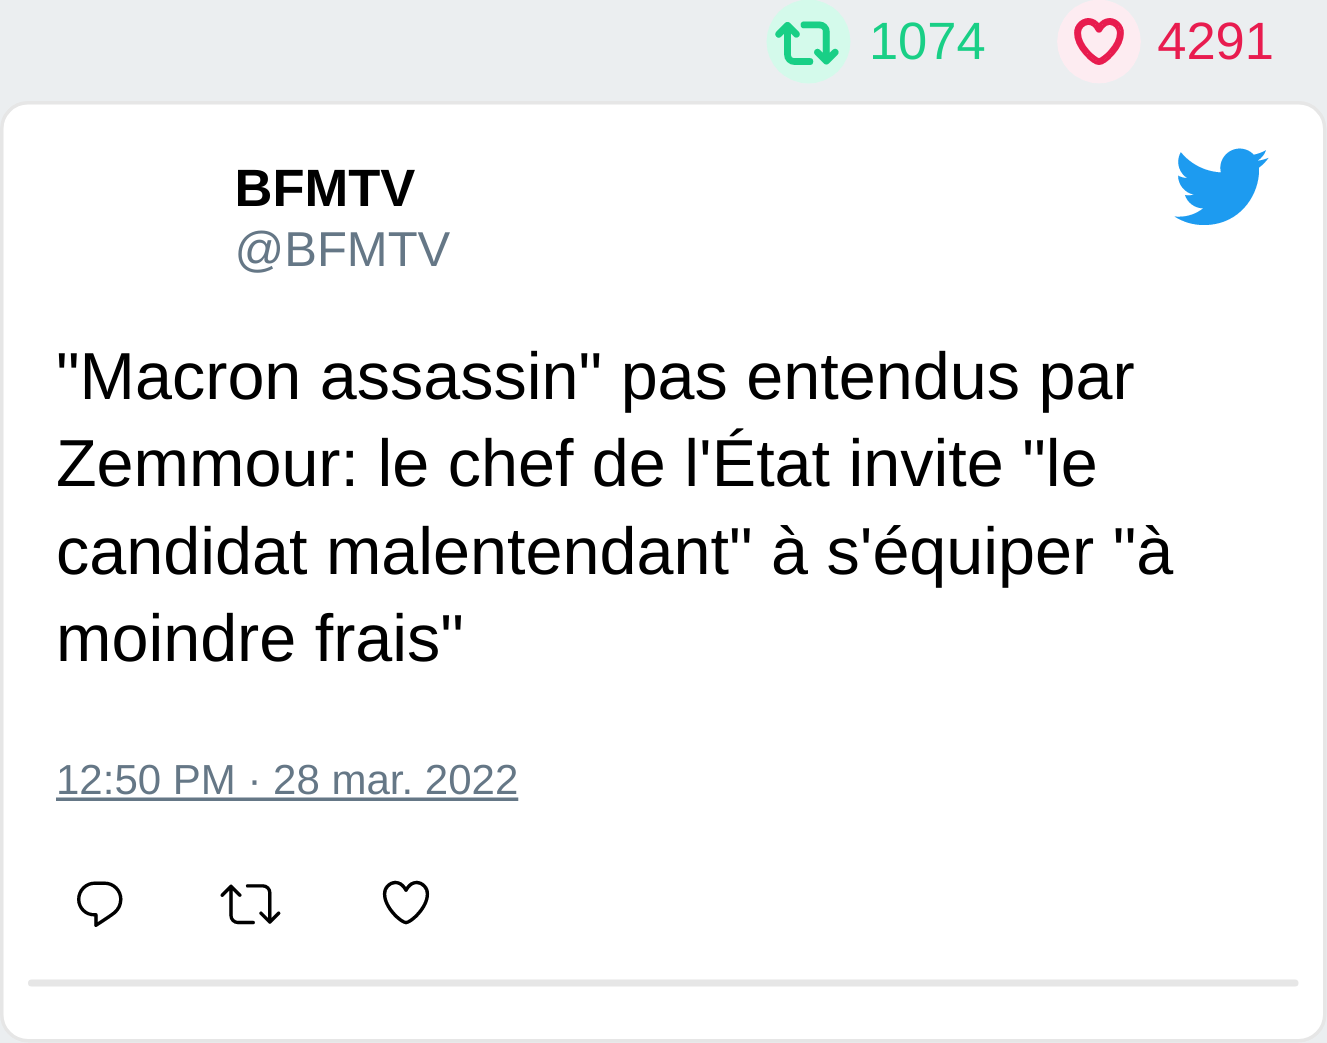 1074 4291
BFMTV
@BFMTV
"Macron assassin" pas entendus par
Zemmour: le chef de l'État invite "le
candidat malentendant" à s'équiper "à
moindre frais"
12:50 PM · 28 mar. 2022